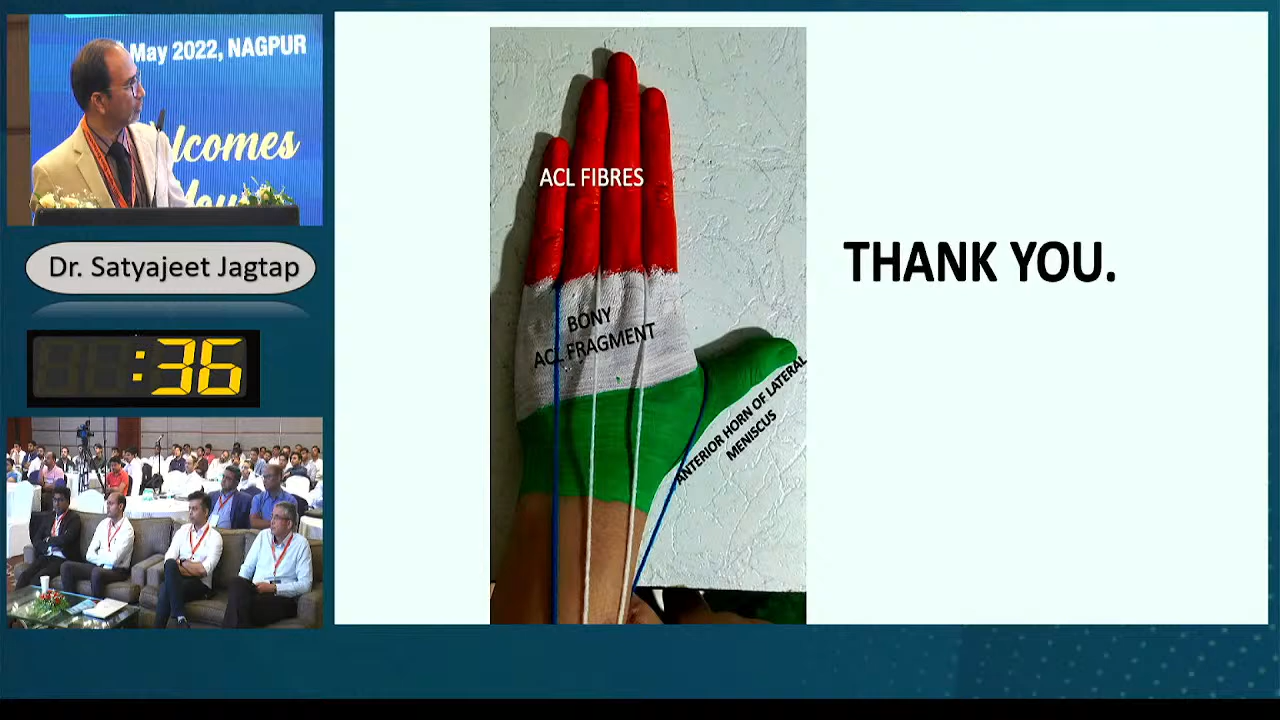 May 2022, NAGPUR
Dr. Satyajeet Jagtap
:36
ACL FIBRES
BONY
ACL FRAGMENT
ANTERIOR HORN OF LATERAL
MENISCUS
THANK YOU.